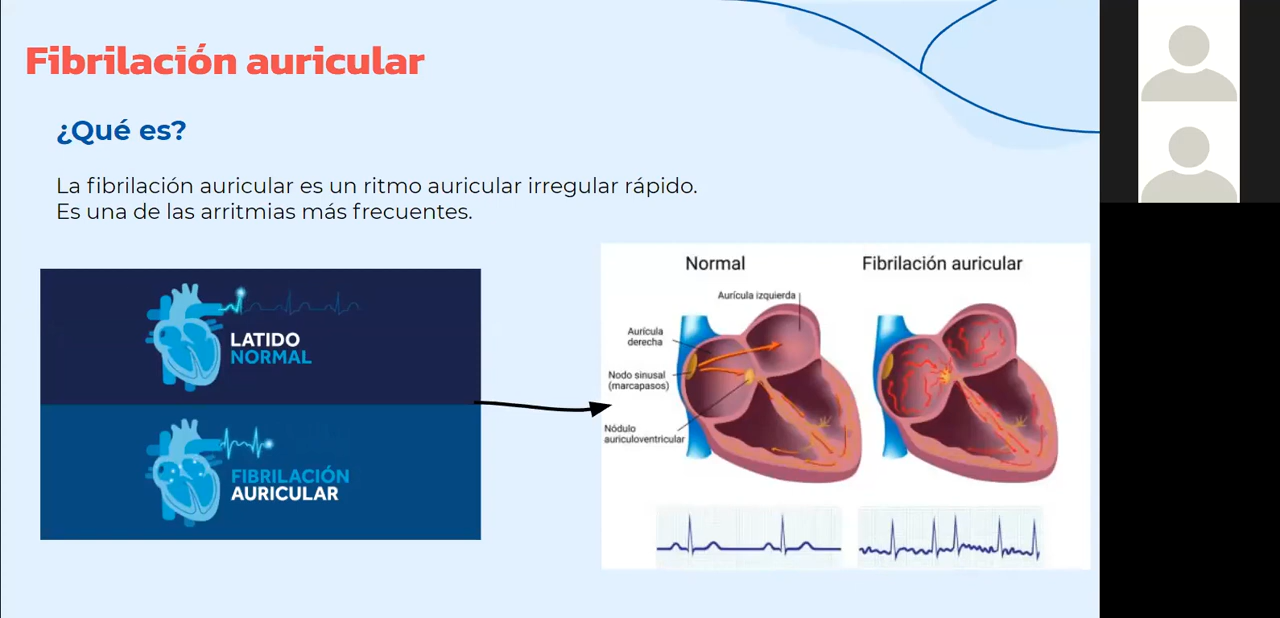 Fibrilación auricular
¿Qué es?
La fibrilación auricular es un ritmo auricular irregular rápido.
Es una de las arritmias más frecuentes.
LATIDO
NORMAL
FIBRILACIÓN
AURICULAR
Normal
Fibrilación auricular
Aurícula izquierda
Aurícula
derecha
Nodo sinusal
(marcapasos)
Nódulo
auriculoventricular